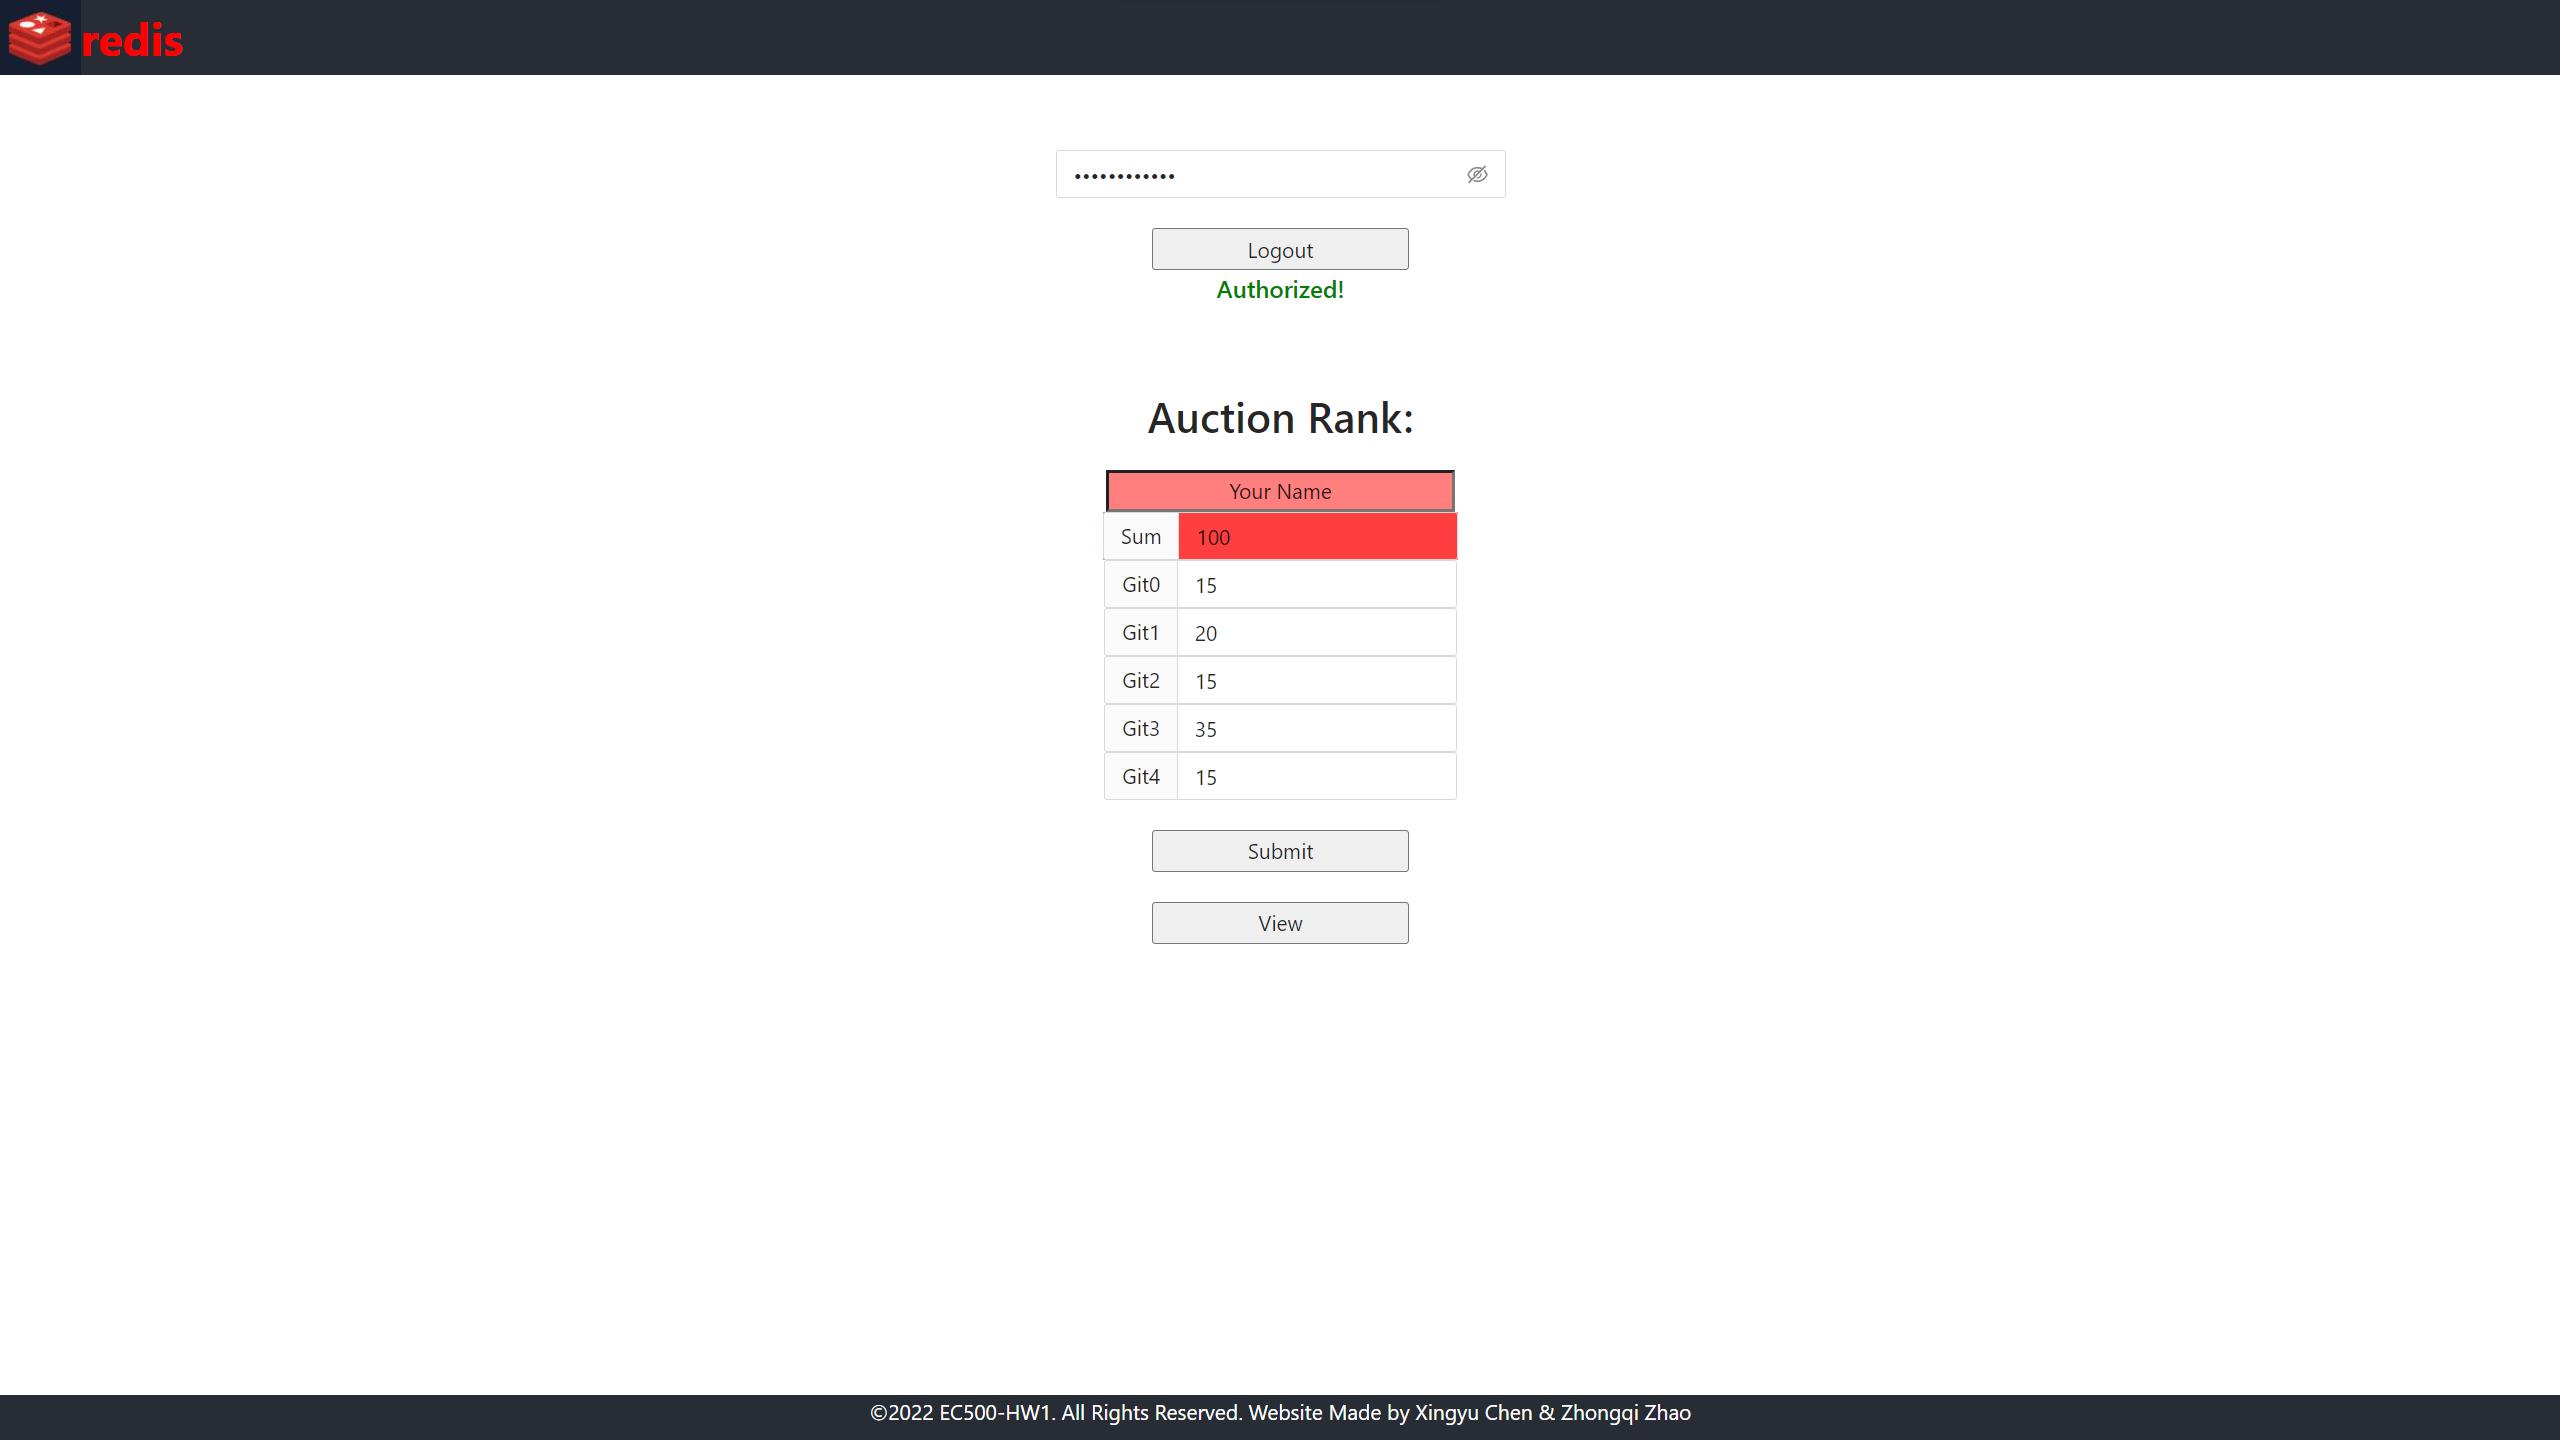 redis
••••••••••••
Logout
Authorized!
Auction Rank:
Your Name
Sum 100
Git0 15
Git1 20
Git2 15
Git3 35
Git4 15
Submit
View
©2022 EC500-HW1. All Rights Reserved. Website Made by Xingyu Chen & Zhongqi Zhao